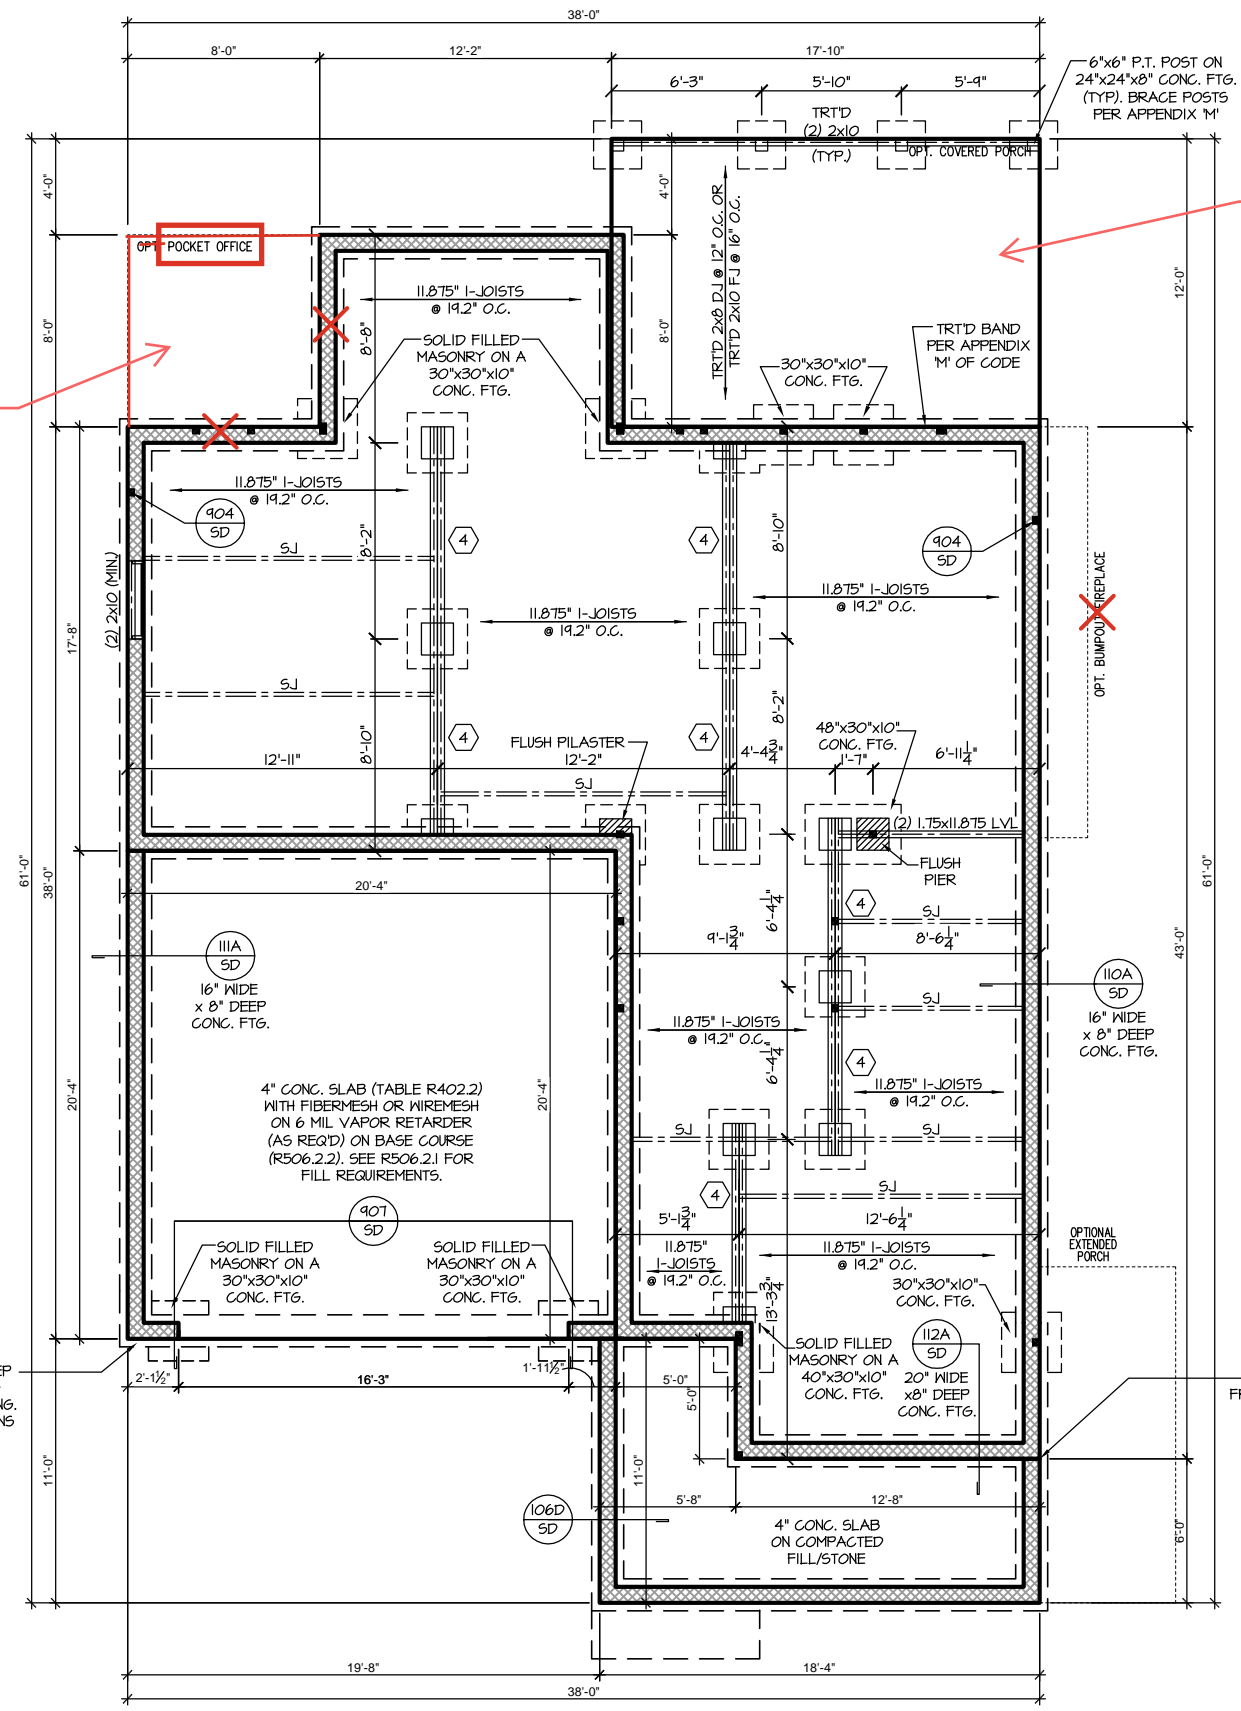 38'-0"
8'-0"
12'-2"
17'-10"
6'-3"
5'-10"
5'-9"
6"x6" P.T. POST ON
24"x24"x8" CONC. FTG.
(TYP). BRACE POSTS
PER APPENDIX 'M'
TRT'D
(2) 2x10
(TYP.)
OPT. COVERED PORCH
4'-0"
4'-0"
OPT. POCKET OFFICE
8'-0"
8'-0"
12'-0"
TRT'D 2x8 DJ @ 12" O.C. OR
TRT'D 2x10 FJ @ 16" O.C.
11.875" I-JOISTS
@ 19.2" O.C.
8'-8"
SOLID FILLED
MASONRY ON A
30"x30"x10"
CONC. FTG.
TRT'D BAND
PER APPENDIX
'M' OF CODE
30"x30"x10"
CONC. FTG.
11.875" I-JOISTS
@ 19.2" O.C.
904
SD
904
SD
SJ
8'-2"
4
4
8'-10"
(2) 2x10 (MIN.)
11.875" I-JOISTS
@ 19.2" O.C.
11.875" I-JOISTS
@ 19.2" O.C.
OPT. BUMPOUT FIREPLACE
17'-8"
SJ
8'-2"
8'-10"
4
4
FLUSH PILASTER
48"x30"x10"
CONC. FTG.
12'-11"
12'-2"
4'-4 3/4"
1'-7"
6'-11 1/4"
SJ
(2) 1.75x11.875 LVL
FLUSH
PIER
61'-0"
38'-0"
61'-0"
20'-4"
4
SJ
6'-4 1/4"
9'-1 3/4"
8'-6 1/4"
43'-0"
111A
SD
16" WIDE
x 8" DEEP
CONC. FTG.
110A
SD
16" WIDE
x 8" DEEP
CONC. FTG.
SJ
11.875" I-JOISTS
@ 19.2" O.C.
6'-4 1/4"
4
11.875" I-JOISTS
@ 19.2" O.C.
20'-4"
20'-4"
4" CONC. SLAB (TABLE R402.2)
WITH FIBERMESH OR WIREMESH
ON 6 MIL VAPOR RETARDER
(AS REQ'D) ON BASE COURSE
(R506.2.2). SEE R506.2.1 FOR
FILL REQUIREMENTS.
SJ
SJ
SJ
4
907
SD
5'-1 3/4"
12'-6 1/4"
OPTIONAL
EXTENDED
PORCH
SOLID FILLED
MASONRY ON A
30"x30"x10"
CONC. FTG.
SOLID FILLED
MASONRY ON A
30"x30"x10"
CONC. FTG.
11.875"
I-JOISTS
@ 19.2" O.C.
11.875" I-JOISTS
@ 19.2" O.C.
13'-3 3/4"
30"x30"x10"
CONC. FTG.
SOLID FILLED
MASONRY ON A
40"x30"x10"
CONC. FTG.
112A
SD
20" WIDE
x8" DEEP
CONC. FTG.
2'-1 1/2"
16'-3"
1'-11 1/2"
5'-0"
5'-0"
11'-0"
11'-0"
5'-8"
12'-8"
106D
SD
4" CONC. SLAB
ON COMPACTED
FILL/STONE
6'-0"
19'-8"
18'-4"
38'-0"